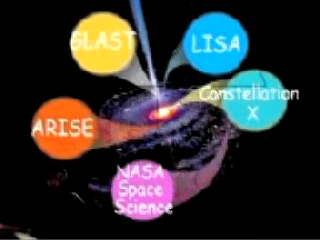 GLAST
LISA
Constellation
X
ARISE
NASA
Space
Science